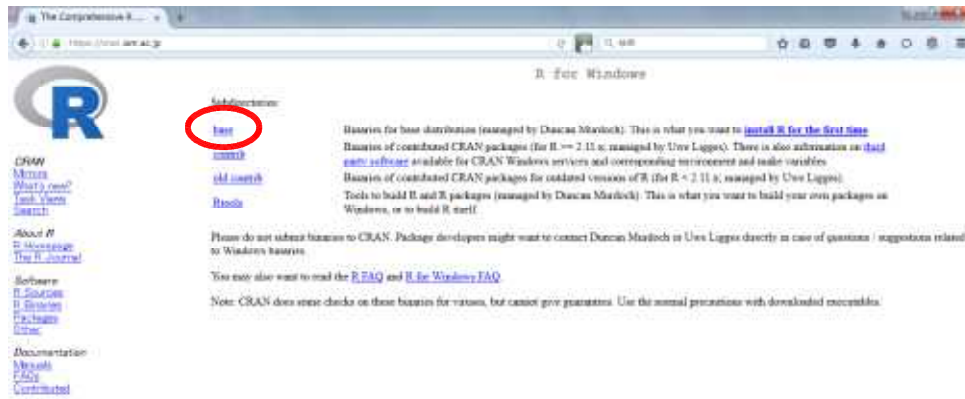 The Comprehensive R ...
R for Windows
R
Subdirectories:
base
Binaries for base distribution (managed by Duncan Murdoch). This is what you want to install R for the first time.
contrib
Binaries of contributed CRAN packages (for R >= 2.11.x; managed by Uwe Ligges). There is also information on third
party software available for CRAN Windows services and corresponding environment and make variables.
old contrib
Binaries of contributed CRAN packages for outdated versions of R (for R < 2.11.x; managed by Uwe Ligges).
Rtools
Tools to build R and R packages (managed by Duncan Murdoch). This is what you want to build your own packages on
Windows, or to build R itself.
Please do not submit binaries to CRAN. Package developers might want to contact Duncan Murdoch or Uwe Ligges directly in case of questions / suggestions related
to Windows binaries.
You may also want to read the R FAQ and R for Windows FAQ.
Note: CRAN does some checks on these binaries for viruses, but cannot give guarantees. Use the normal precautions with downloaded executables.
CRAN
Mirrors
What's new?
Task Views
Search
About R
R Homepage
The R Journal
Software
R Sources
R Binaries
Packages
Other
Documentation
Manuals
FAQs
Contributed